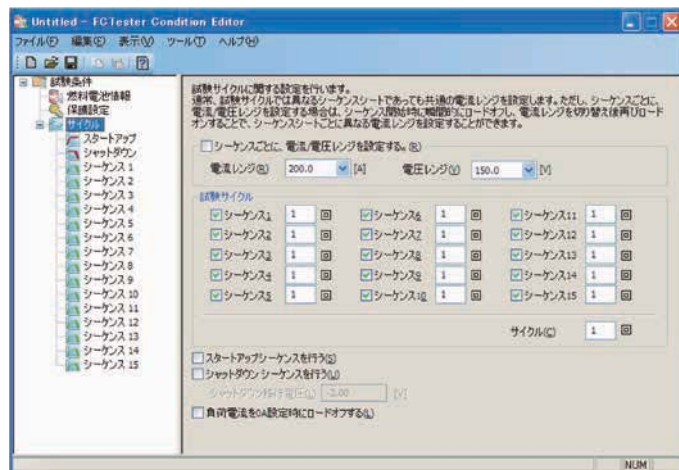 Untitled - FCTester Condition Editor
ファイル(F) 編集(E) 表示(V) ツール(T) ヘルプ(H)
試験条件
燃料電池情報
保護設定
サイクル
スタートアップ
シャットダウン
シーケンス 1
シーケンス 2
シーケンス 3
シーケンス 4
シーケンス 5
シーケンス 6
シーケンス 7
シーケンス 8
シーケンス 9
シーケンス 10
シーケンス 11
シーケンス 12
シーケンス 13
シーケンス 14
シーケンス 15
試験サイクルに関する設定を行います。
通常、試験サイクルでは異なるシーケンスシートであっても共通の電流レンジを設定します。ただし、シーケンスごとに、
電流/電圧レンジを設定する場合は、シーケンス開始時に瞬間的にロードオフし、電流レンジを切り替え後再びロード
オンすることで、シーケンスシートごとに異なる電流レンジを設定することができます。
シーケンスごとに、電流/電圧レンジを設定する。(R)
電流レンジ(R) 200.0 [A] 電圧レンジ(V) 150.0 [V]
試験サイクル
シーケンス1 1 回 シーケンス6 1 回 シーケンス11 1 回
シーケンス2 1 回 シーケンス7 1 回 シーケンス12 1 回
シーケンス3 1 回 シーケンス8 1 回 シーケンス13 1 回
シーケンス4 1 回 シーケンス9 1 回 シーケンス14 1 回
シーケンス5 1 回 シーケンス10 1 回 シーケンス15 1 回
サイクル(C) 1 回
スタートアップシーケンスを行う(S)
シャットダウン シーケンスを行う(U)
シャットダウン移行電圧(L) -2.00 [V]
負荷電流を0A設定時にロードオフする(L)
NUM